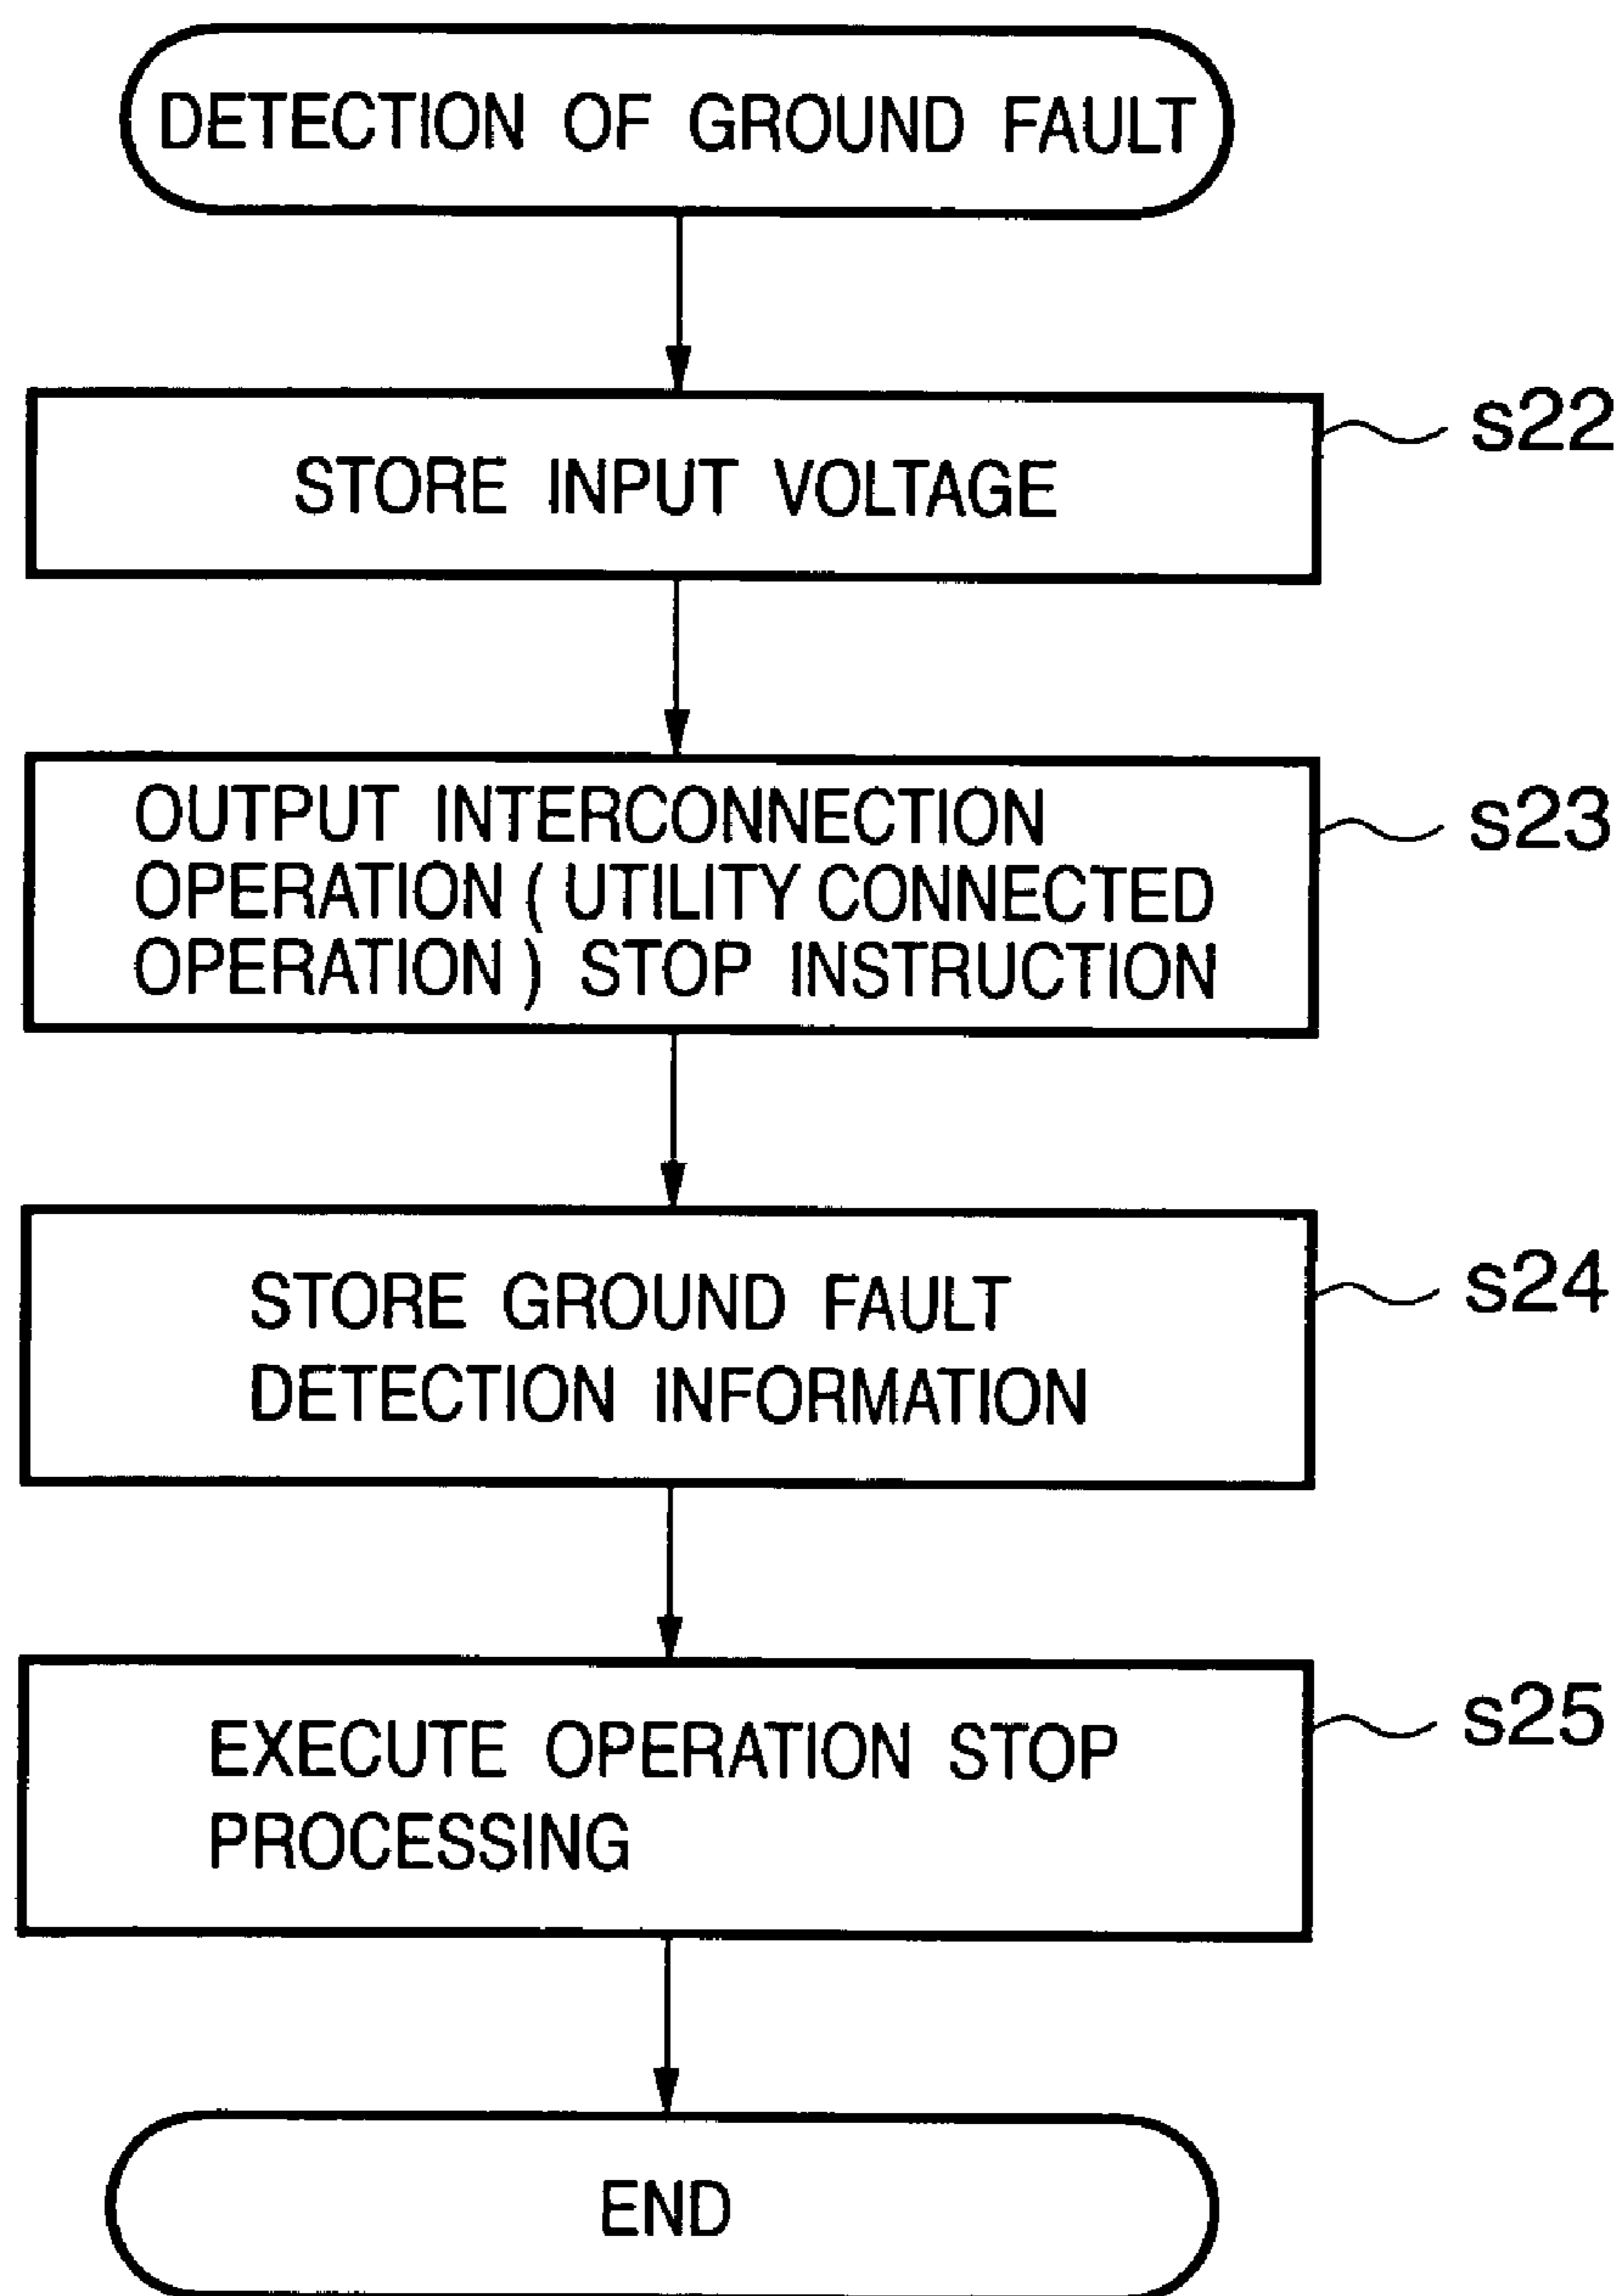 DETECTION OF GROUND FAULT
STORE INPUT VOLTAGE
s22
OUTPUT INTERCONNECTION
OPERATION (UTILITY CONNECTED
OPERATION) STOP INSTRUCTION
s23
STORE GROUND FAULT
DETECTION INFORMATION
s24
EXECUTE OPERATION STOP
PROCESSING
s25
END